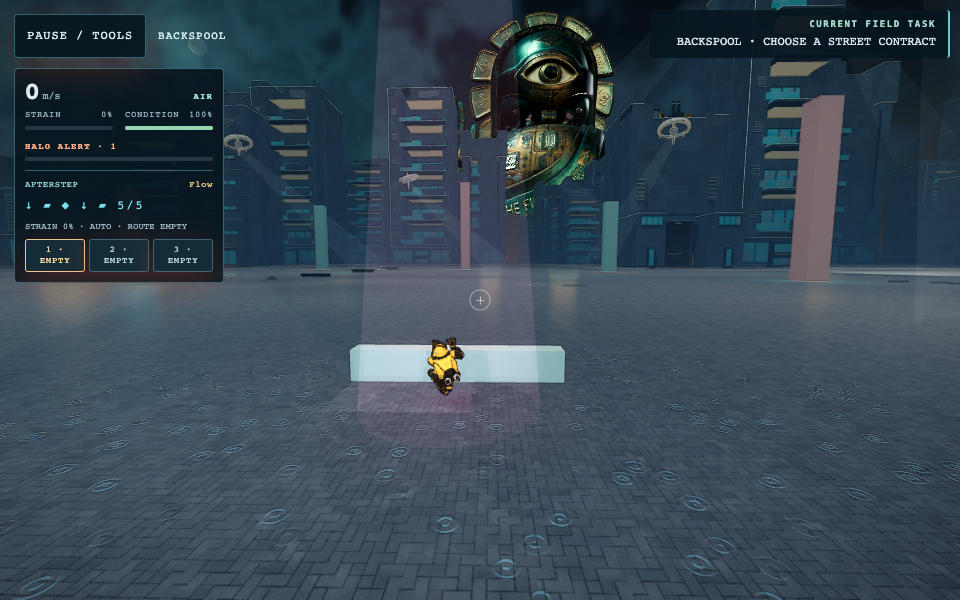 PAUSE / TOOLS
BACKSPOOL
CURRENT FIELD TASK
BACKSPOOL · CHOOSE A STREET CONTRACT
0 m/s
AIR
STRAIN 0%
CONDITION 100%
HALO ALERT · 1
AFTERSTEP
Flow
5/5
STRAIN 0% · AUTO · ROUTE EMPTY
1 · EMPTY
2 · EMPTY
3 · EMPTY